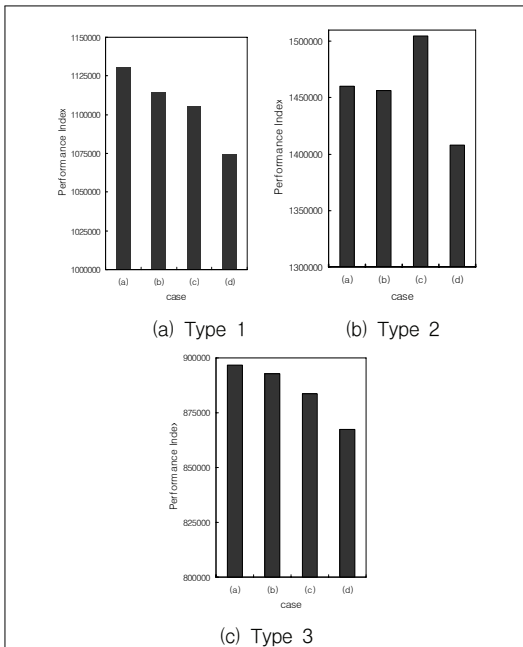 1150000
1125000
1100000
1075000
1050000
1025000
1000000
Performance Index
(a) (b) (c) (d)
case
(a) Type 1
1500000
1450000
1400000
1350000
1300000
Performance Index
(a) (b) (c) (d)
case
(b) Type 2
900000
875000
850000
825000
800000
Performance Index
(a) (b) (c) (d)
case
(c) Type 3